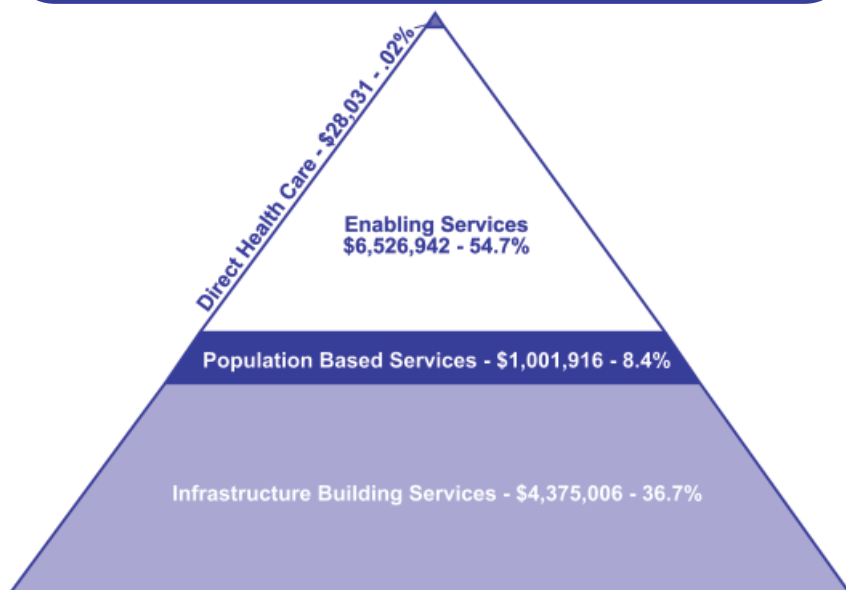 Direct Health Care - $28,031 - .02%
Enabling Services
$6,526,942 - 54.7%
Population Based Services - $1,001,916 - 8.4%
Infrastructure Building Services - $4,375,006 - 36.7%